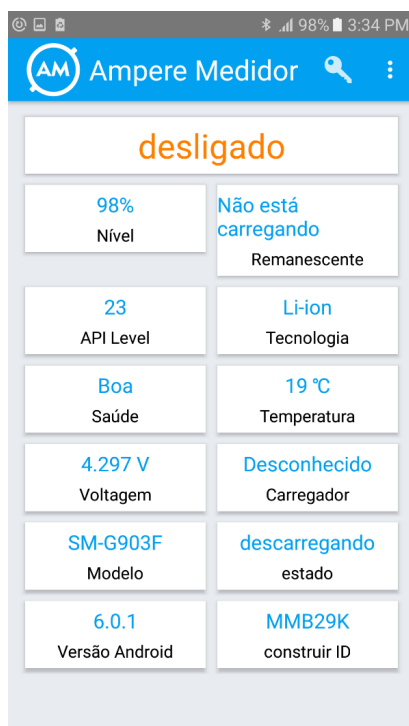 98% 3:34 PM
AM Ampere Medidor
desligado
98%
Nível
Não está
carregando
Remanescente
23
API Level
Li-ion
Tecnologia
Boa
Saúde
19 °C
Temperatura
4.297 V
Voltagem
Desconhecido
Carregador
SM-G903F
Modelo
descarregando
estado
6.0.1
Versão Android
MMB29K
construir ID